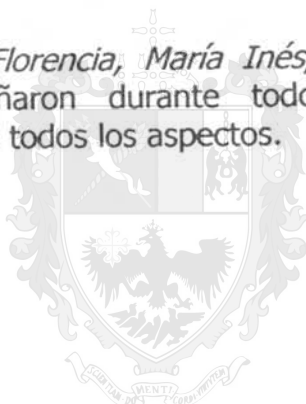 Florencia, María Inés,
ñaron durante todo
todos los aspectos.